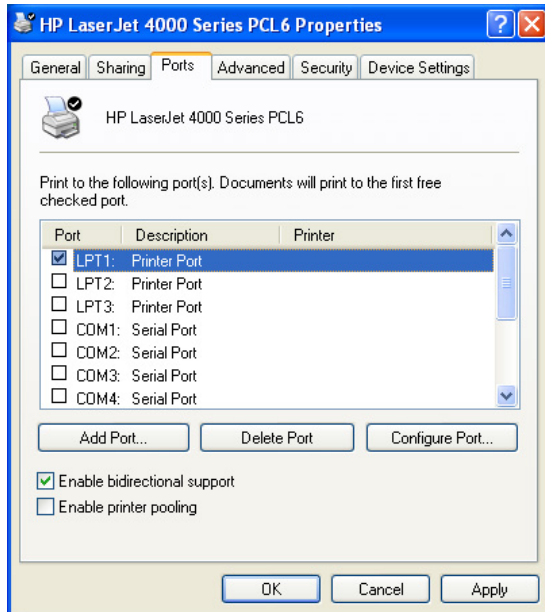 HP LaserJet 4000 Series PCL6 Properties
General Sharing Ports Advanced Security Device Settings
HP LaserJet 4000 Series PCL6
Print to the following port(s). Documents will print to the first free
checked port.
Port Description Printer
LPT1: Printer Port
LPT2: Printer Port
LPT3: Printer Port
COM1: Serial Port
COM2: Serial Port
COM3: Serial Port
COM4: Serial Port
Add Port... Delete Port Configure Port...
Enable bidirectional support
Enable printer pooling
OK Cancel Apply